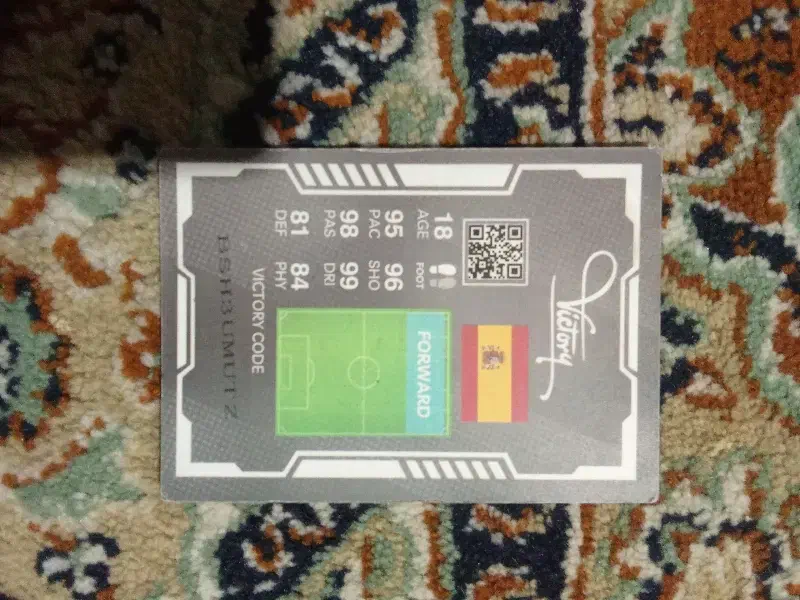 Victory
FORWARD
18
AGE
FOOT
95 96
PAC SHO
98 99
PAS DRI
81 84
DEF PHY
VICTORY CODE
BSH3UMUTZ